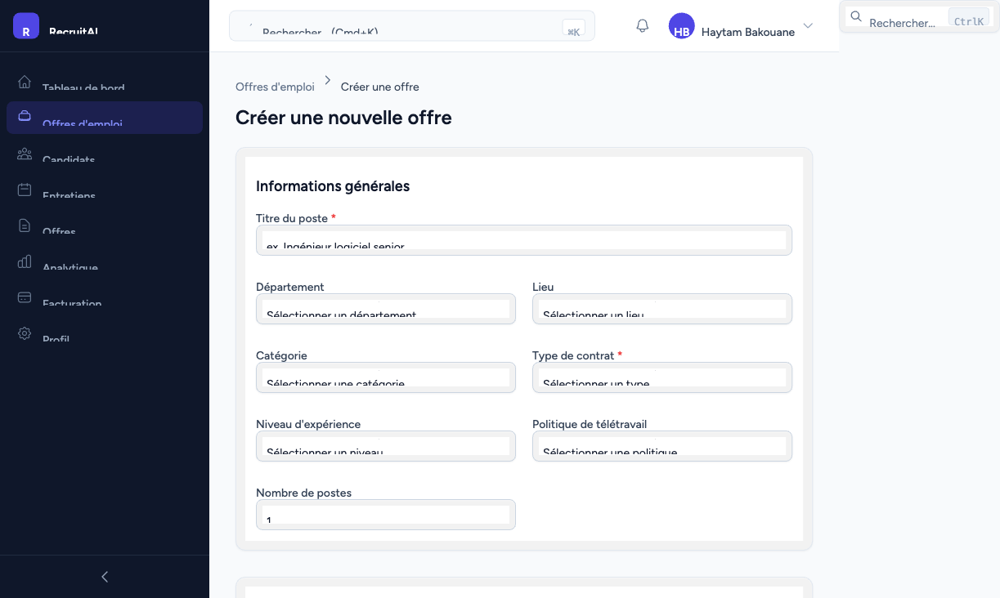 R RecruitAI
Rechercher... (Cmd+K) ⌘K
HB Haytam Bakouane
Rechercher... CtrlK
Tableau de bord
Offres d'emploi
Candidats
Entretiens
Offres
Analytique
Facturation
Profil
Offres d'emploi > Créer une offre
Créer une nouvelle offre
Informations générales
Titre du poste *
ex. Ingénieur logiciel senior
Département
Sélectionner un département
Lieu
Sélectionner un lieu
Catégorie
Sélectionner une catégorie
Type de contrat *
Sélectionner un type
Niveau d'expérience
Sélectionner un niveau
Politique de télétravail
Sélectionner une politique
Nombre de postes
1